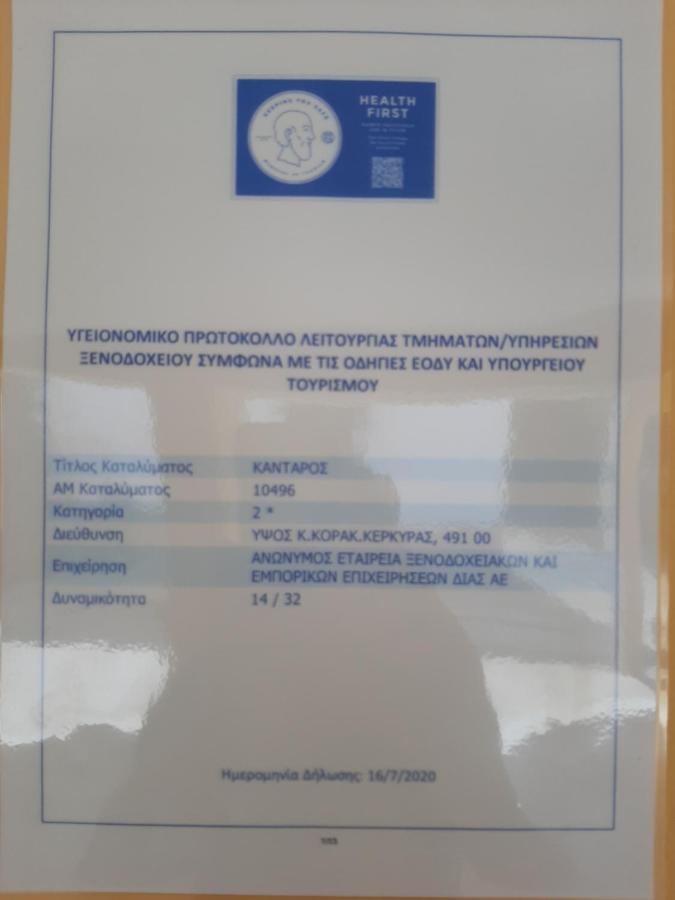 HEALTH
FIRST
ΥΓΕΙΟΝΟΜΙΚΟ ΠΡΩΤΟΚΟΛΛΟ ΛΕΙΤΟΥΡΓΙΑΣ ΤΜΗΜΑΤΩΝ/ΥΠΗΡΕΣΙΩΝ
ΞΕΝΟΔΟΧΕΙΟΥ ΣΥΜΦΩΝΑ ΜΕ ΤΙΣ ΟΔΗΓΙΕΣ ΕΟΔΥ ΚΑΙ ΥΠΟΥΡΓΕΙΟΥ
ΤΟΥΡΙΣΜΟΥ
Τίτλος Καταλύματος ΚΑΝΤΑΡΟΣ
ΑΜ Καταλύματος 10496
Κατηγορία 2 *
Διεύθυνση ΥΨΟΣ Κ.ΚΟΡΑΚ.ΚΕΡΚΥΡΑΣ, 491 00
Επιχείρηση ΑΝΩΝΥΜΟΣ ΕΤΑΙΡΕΙΑ ΞΕΝΟΔΟΧΕΙΑΚΩΝ ΚΑΙ
ΕΜΠΟΡΙΚΩΝ ΕΠΙΧΕΙΡΗΣΕΩΝ ΔΙΑΣ ΑΕ
Δυναμικότητα 14 / 32
Ημερομηνία Δήλωσης: 16/7/2020